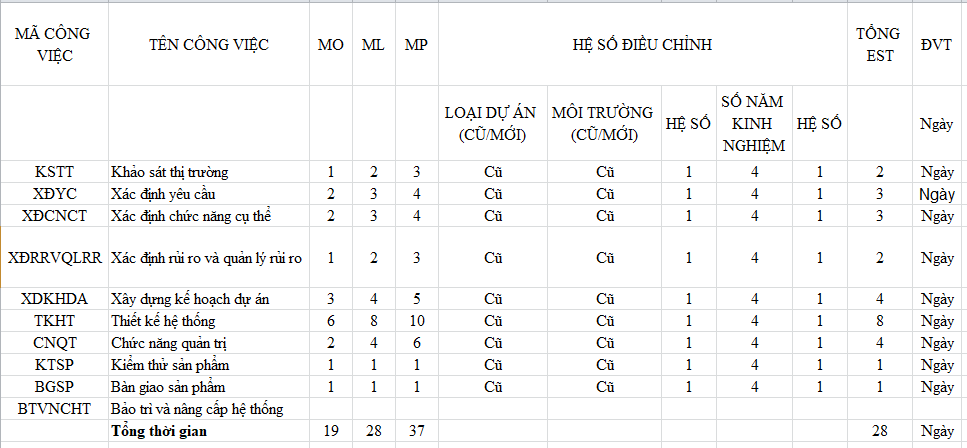 MÃ CÔNG VIỆC TÊN CÔNG VIỆC MO ML MP HỆ SỐ ĐIỀU CHỈNH TỔNG EST ĐVT
LOẠI DỰ ÁN (CŨ/MỚI) MÔI TRƯỜNG (CŨ/MỚI) HỆ SỐ SỐ NĂM KINH NGHIỆM HỆ SỐ Ngày
KSTT Khảo sát thị trường 1 2 3 Cũ Cũ 1 4 1 2 Ngày
XĐYC Xác định yêu cầu 2 3 4 Cũ Cũ 1 4 1 3 Ngày
XĐCNCT Xác định chức năng cụ thể 2 3 4 Cũ Cũ 1 4 1 3 Ngày
XĐRRVQLRR Xác định rủi ro và quản lý rủi ro 1 2 3 Cũ Cũ 1 4 1 2 Ngày
XDKHDA Xây dựng kế hoạch dự án 3 4 5 Cũ Cũ 1 4 1 4 Ngày
TKHT Thiết kế hệ thống 6 8 10 Cũ Cũ 1 4 1 8 Ngày
CNQT Chức năng quản trị 2 4 6 Cũ Cũ 1 4 1 4 Ngày
KTSP Kiểm thử sản phẩm 1 1 1 Cũ Cũ 1 4 1 1 Ngày
BGSP Bàn giao sản phẩm 1 1 1 Cũ Cũ 1 4 1 1 Ngày
BTVNCHT Bảo trì và nâng cấp hệ thống
Tổng thời gian 19 28 37 28 Ngày